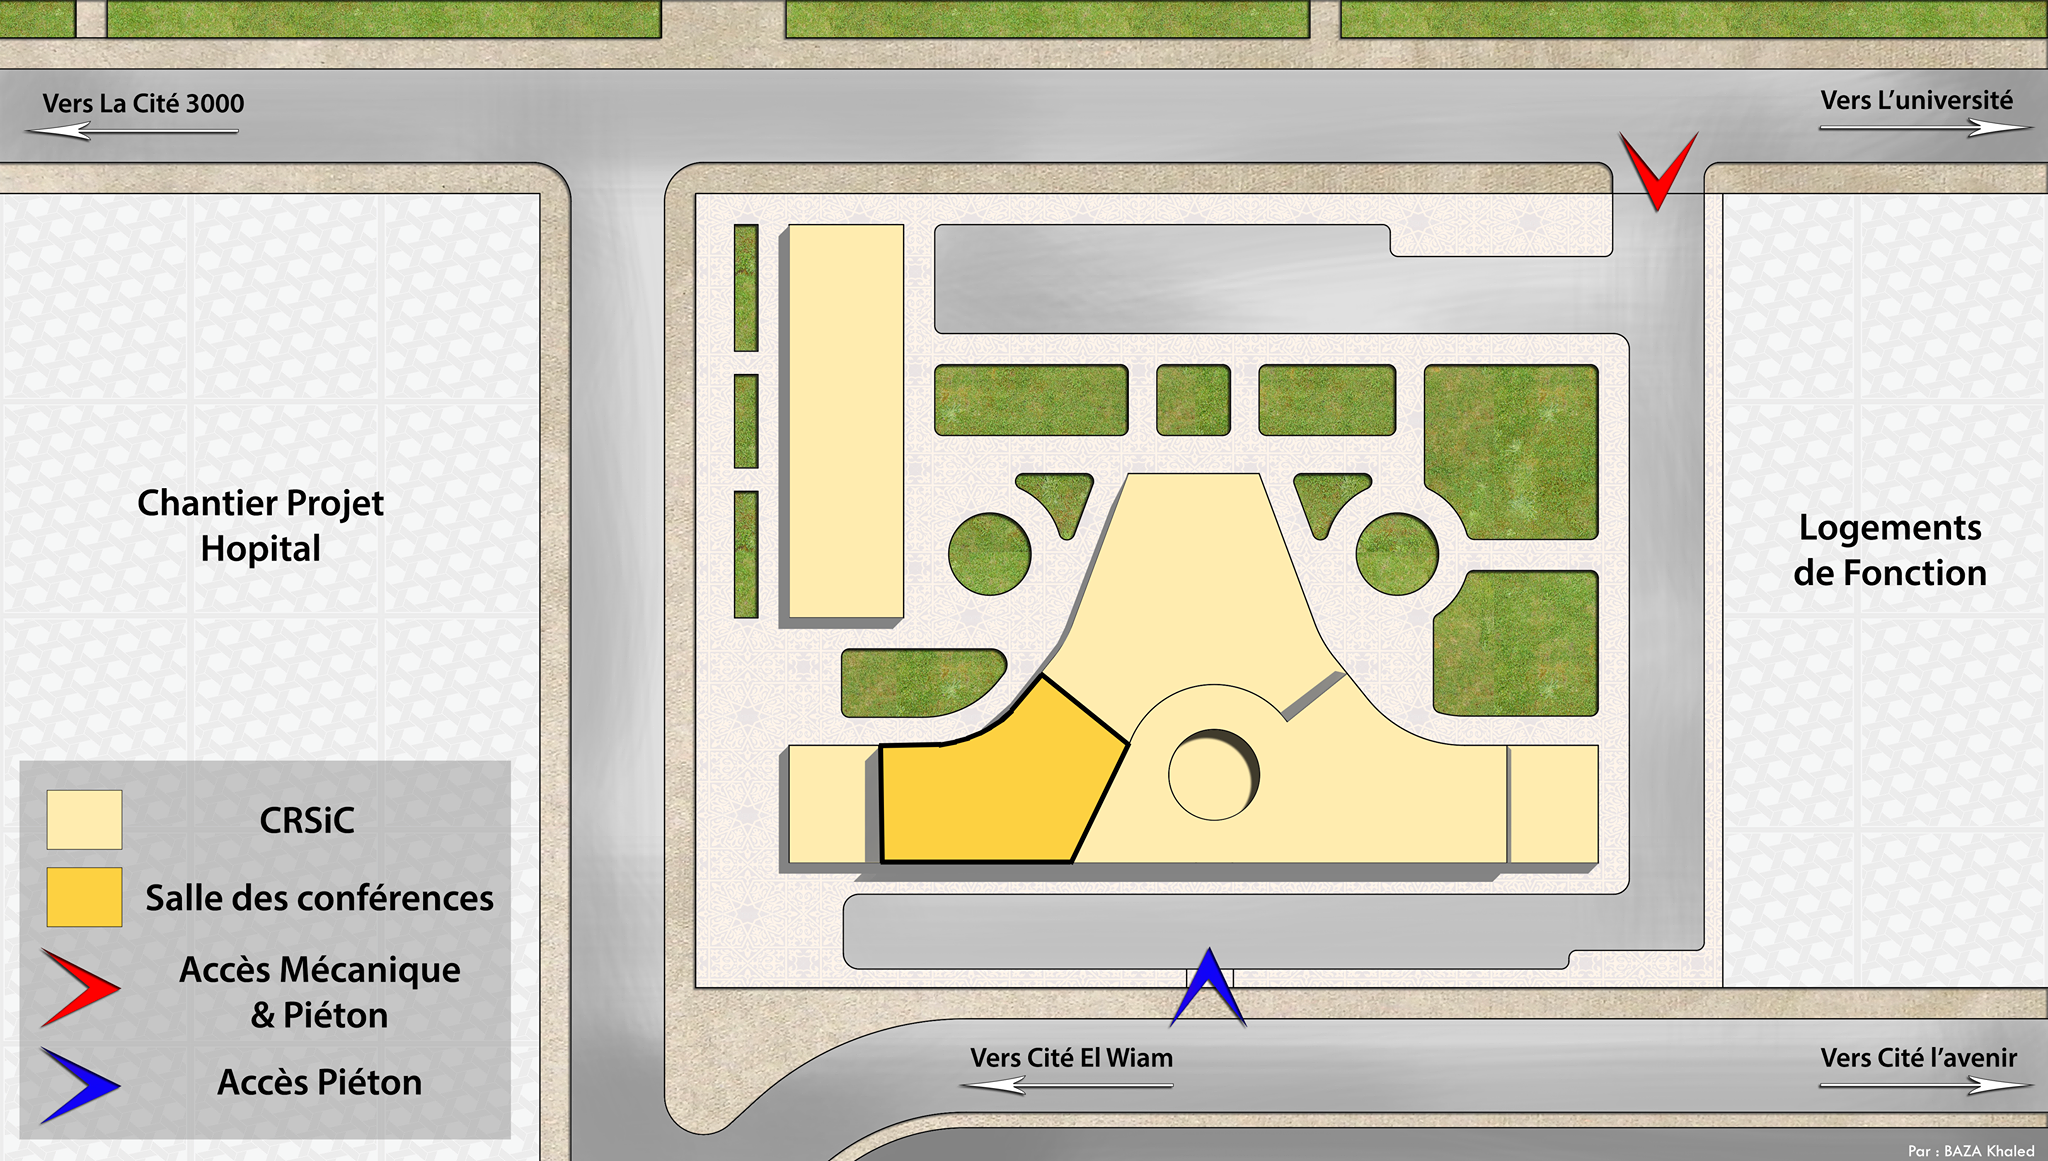 Vers La Cité 3000
Vers L'université
Chantier Projet
Hopital
Logements
de Fonction
CRSiC
Salle des conférences
Accès Mécanique
& Piéton
Accès Piéton
Vers Cité El Wiam
Vers Cité l'avenir
Par : BAZA Khaled